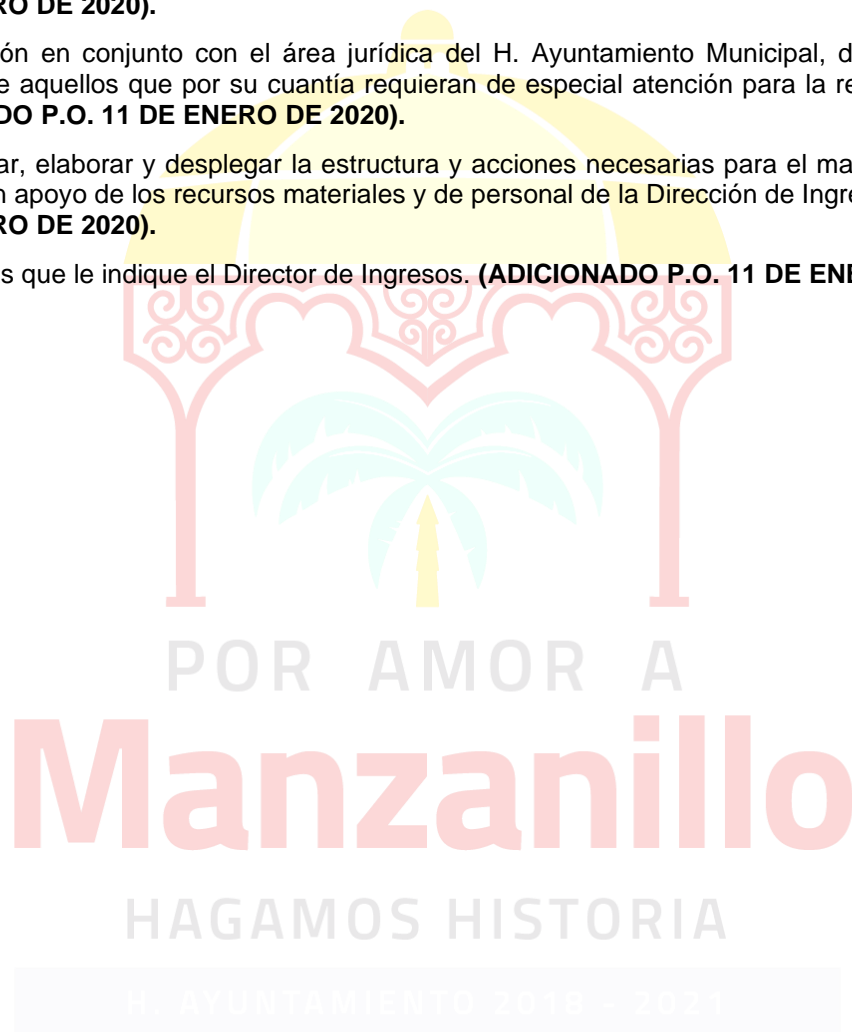 RO DE 2020).
ón en conjunto con el área jurídica del H. Ayuntamiento Municipal, d
e aquellos que por su cuantía requieran de especial atención para la re
DO P.O. 11 DE ENERO DE 2020).
ar, elaborar y desplegar la estructura y acciones necesarias para el ma
n apoyo de los recursos materiales y de personal de la Dirección de Ingre
RO DE 2020).
s que le indique el Director de Ingresos. (ADICIONADO P.O. 11 DE ENE
POR AMOR A
Manzanillo
HAGAMOS HISTORIA
H. AYUNTAMIENTO 2018 - 2021